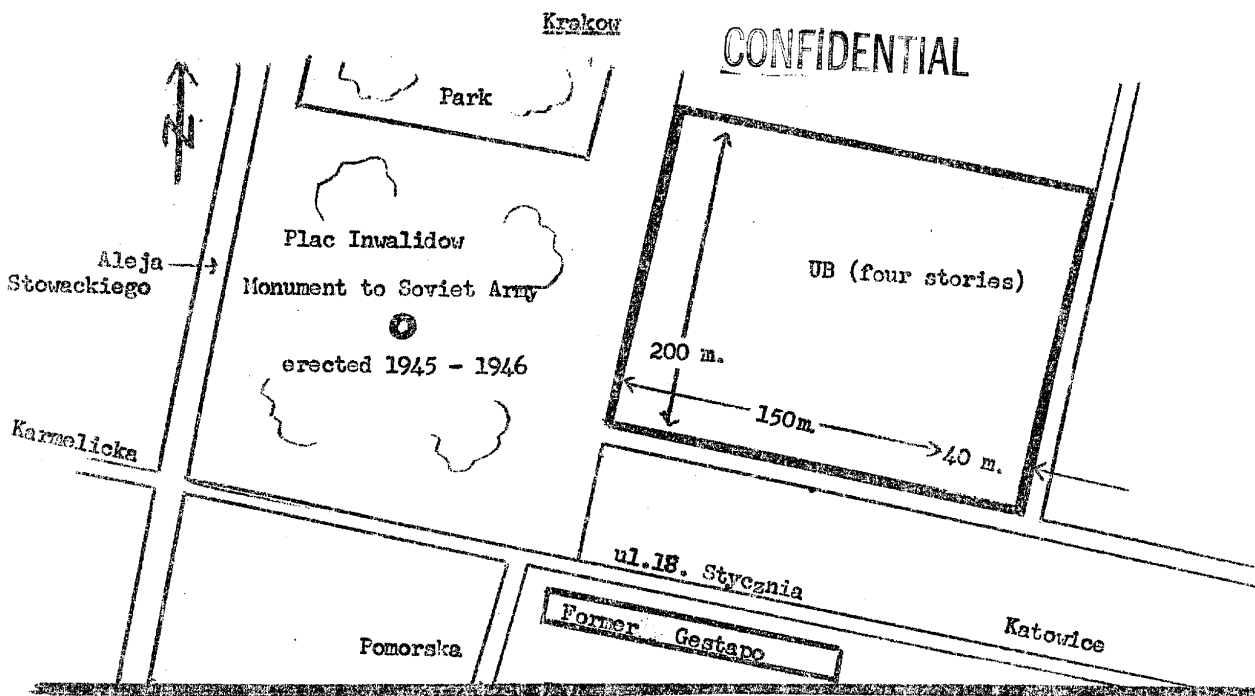 Krakow
CONFIDENTIAL
N
Park
Plac Inwalidow
Aleja
Stowackiego
Monument to Soviet Army
erected 1945 - 1946
UB (four stories)
200 m.
150m.
40 m.
Karmelicka
ul.18. Stycznia
Katowice
Former Gestapo
Pomorska